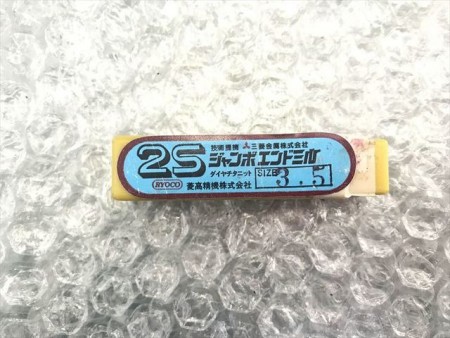 2S
技術提携 三菱金属株式会社
ジャンボエンドミル
ダイヤチタニット SIZE 3.5
RYOCO 菱高精機株式会社